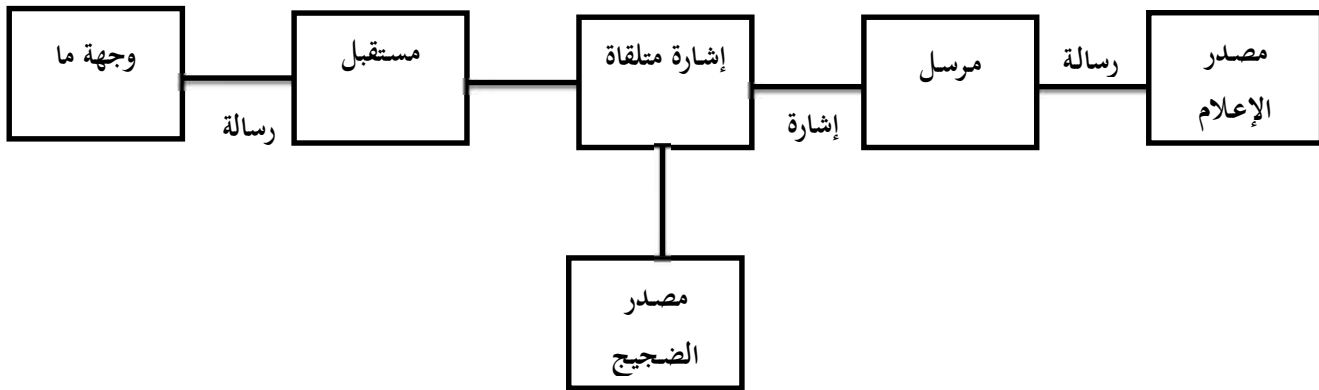 مصدر
الإعلام
رسالة
مرسل
إشارة
إشارة متلقاة
مستقبل
رسالة
وجهة ما
مصدر
الضجيج